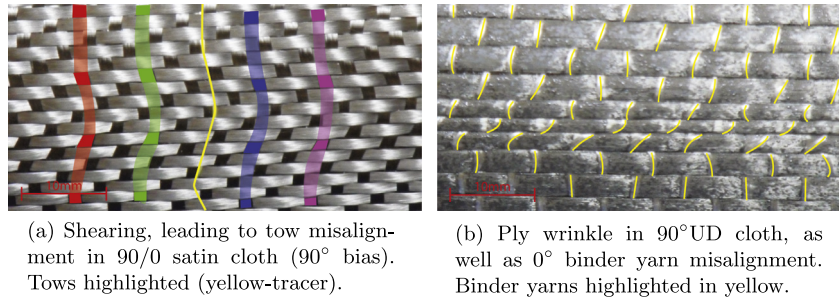 10mm
(a) Shearing, leading to tow misalign-
ment in 90/0 satin cloth (90° bias).
Tows highlighted (yellow-tracer).
(b) Ply wrinkle in 90°UD cloth, as
well as 0° binder yarn misalignment.
Binder yarns highlighted in yellow.